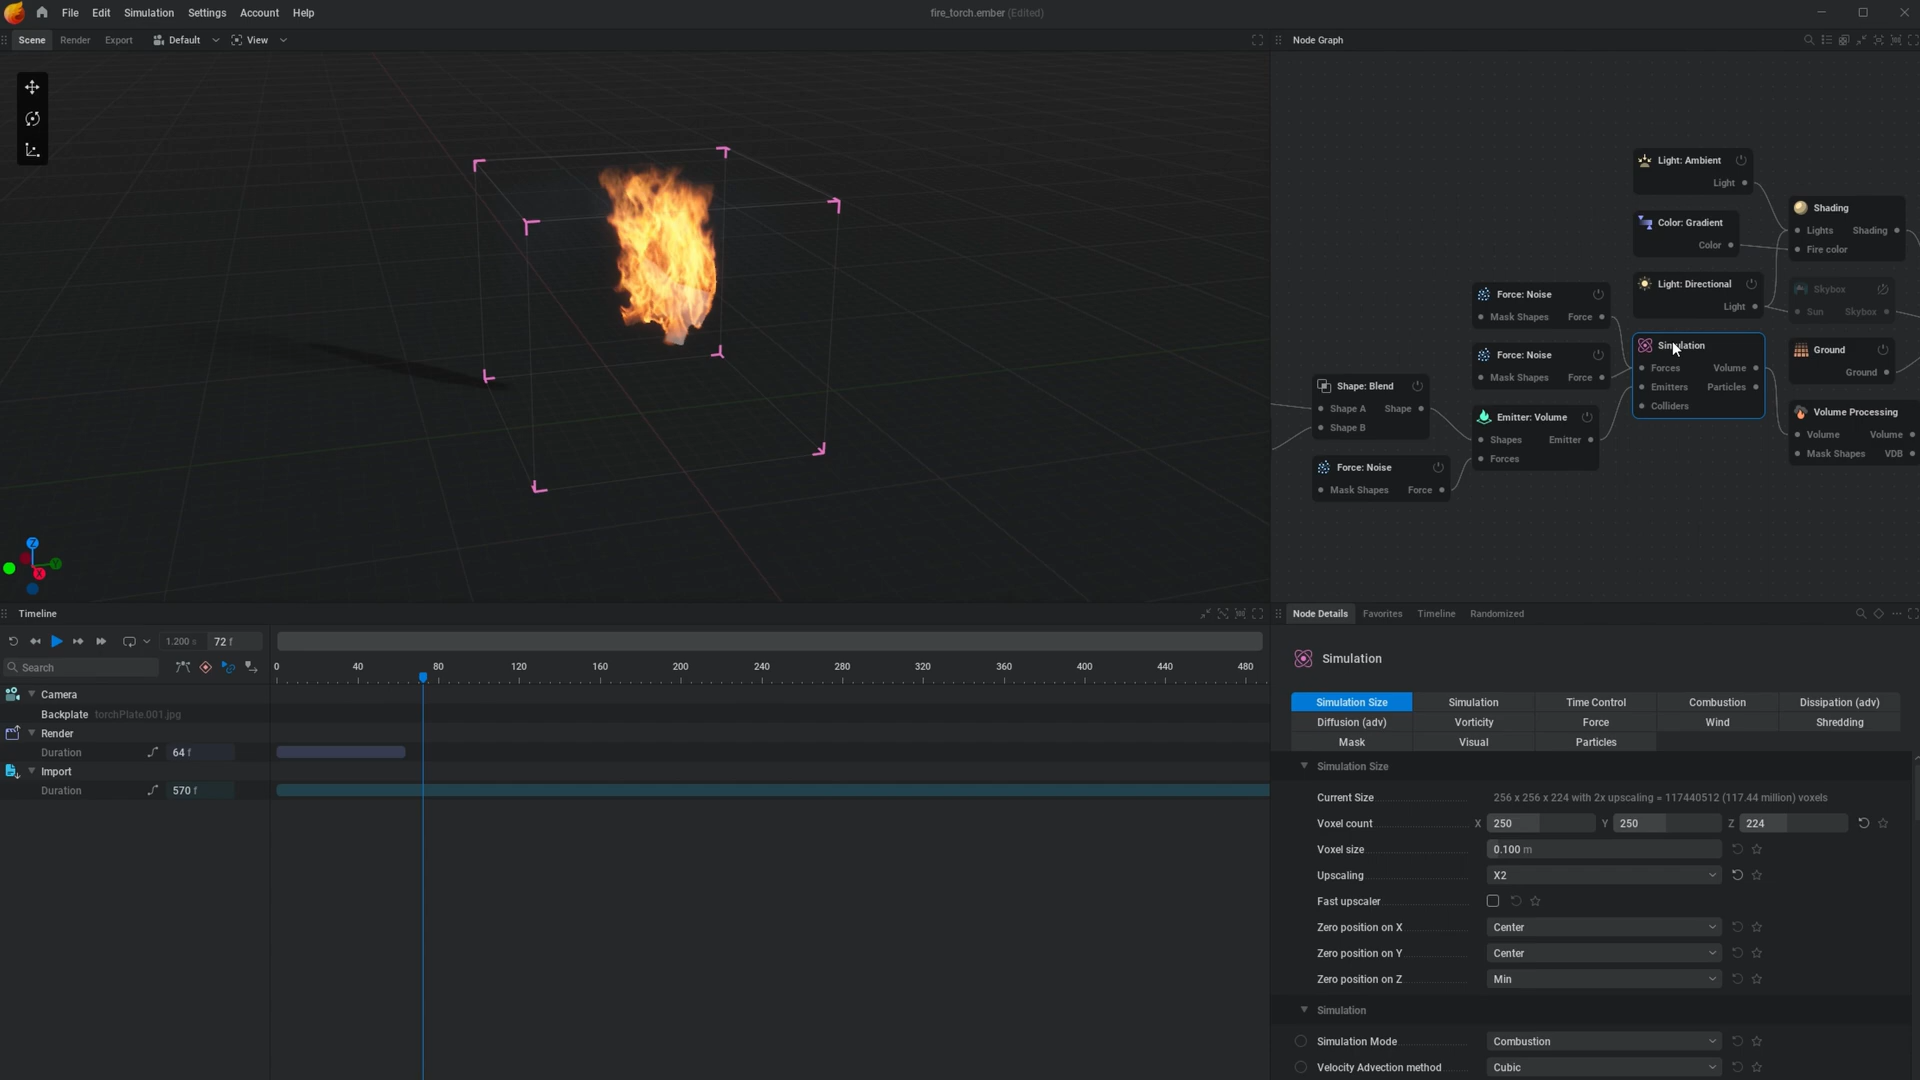 File Edit Simulation Settings Account Help
fire_torch.ember (Edited)
Scene Render Export Default View
Node Graph
Light: Ambient
Light
Color: Gradient
Color
Light: Directional
Light
Shading
Lights Shading
Fire color
Skybox
Sun Skybox
Ground
Ground
Force: Noise
Mask Shapes Force
Force: Noise
Mask Shapes Force
Simulation
Forces Volume
Emitters Particles
Colliders
Shape: Blend
Shape A Shape
Shape B
Emitter: Volume
Shapes Emitter
Forces
Force: Noise
Mask Shapes Force
Volume Processing
Volume Volume
Mask Shapes VDB
Z
Y
X
Timeline
1.200 s 72 f
Search
0 40 80 120 160 200 240 280 320 360 400 440 480
Camera
Backplate torchPlate.001.jpg
Render
Duration 64 f
Import
Duration 570 f
Node Details Favorites Timeline Randomized
Simulation
Simulation Size Simulation Time Control Combustion Dissipation (adv)
Diffusion (adv) Vorticity Force Wind Shredding
Mask Visual Particles
Simulation Size
Current Size 256 x 256 x 224 with 2x upscaling = 117440512 (117.44 million) voxels
Voxel count X 250 Y 250 Z 224
Voxel size 0.100 m
Upscaling X2
Fast upscaler
Zero position on X Center
Zero position on Y Center
Zero position on Z Min
Simulation
Simulation Mode Combustion
Velocity Advection method Cubic